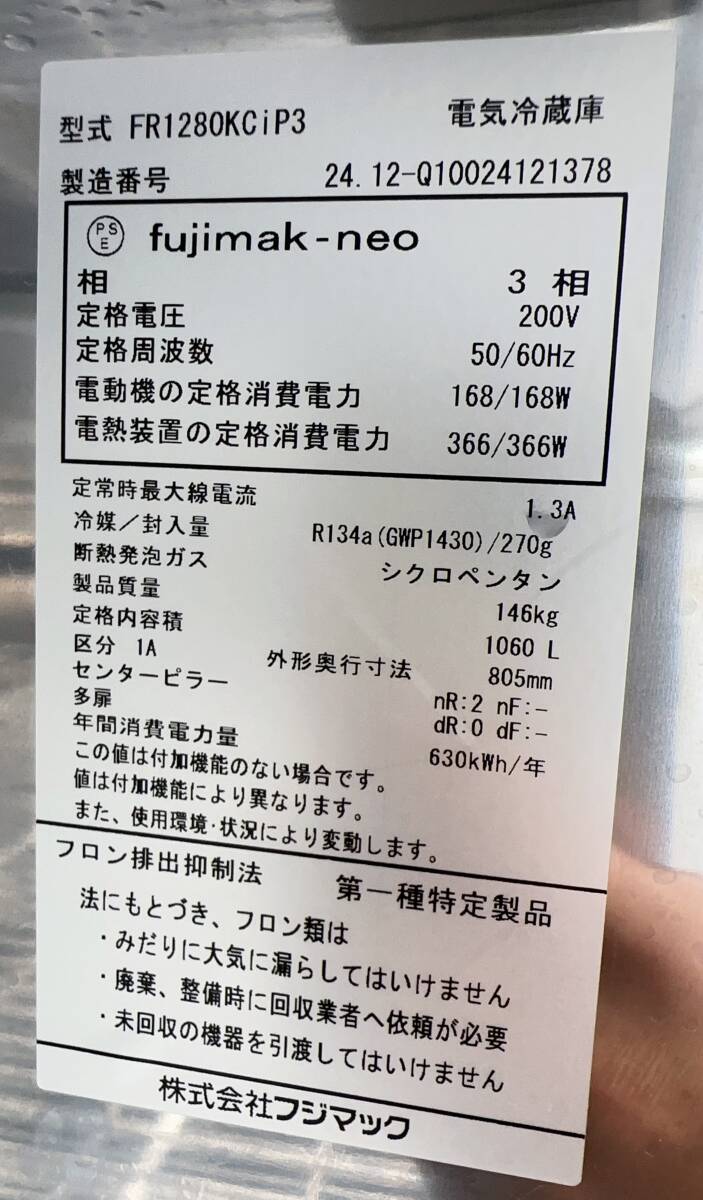 型式 FR1280KCiP3 電気冷蔵庫
製造番号 24.12-Q10024121378
PSE fujimak-neo
相 3 相
定格電圧 200V
定格周波数 50/60Hz
電動機の定格消費電力 168/168W
電熱装置の定格消費電力 366/366W
定常時最大線電流 1.3A
冷媒／封入量 R134a(GWP1430)/270g
断熱発泡ガス シクロペンタン
製品質量 146kg
定格内容積 1060 L
区分 1A 外形奥行寸法 805mm
センターピラー nR:2 nF:-
多扉 dR:0 dF:-
年間消費電力量 630kWh/年
この値は付加機能のない場合です。
値は付加機能により異なります。
また、使用環境･状況により変動します。
フロン排出抑制法 第一種特定製品
法にもとづき、フロン類は
・みだりに大気に漏らしてはいけません
・廃棄、整備時に回収業者へ依頼が必要
・未回収の機器を引渡してはいけません
株式会社フジマック